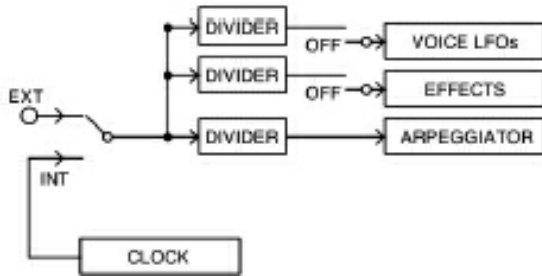 DIVIDER
OFF
VOICE LFOs
DIVIDER
OFF
EFFECTS
EXT
DIVIDER
ARPEGGIATOR
INT
CLOCK